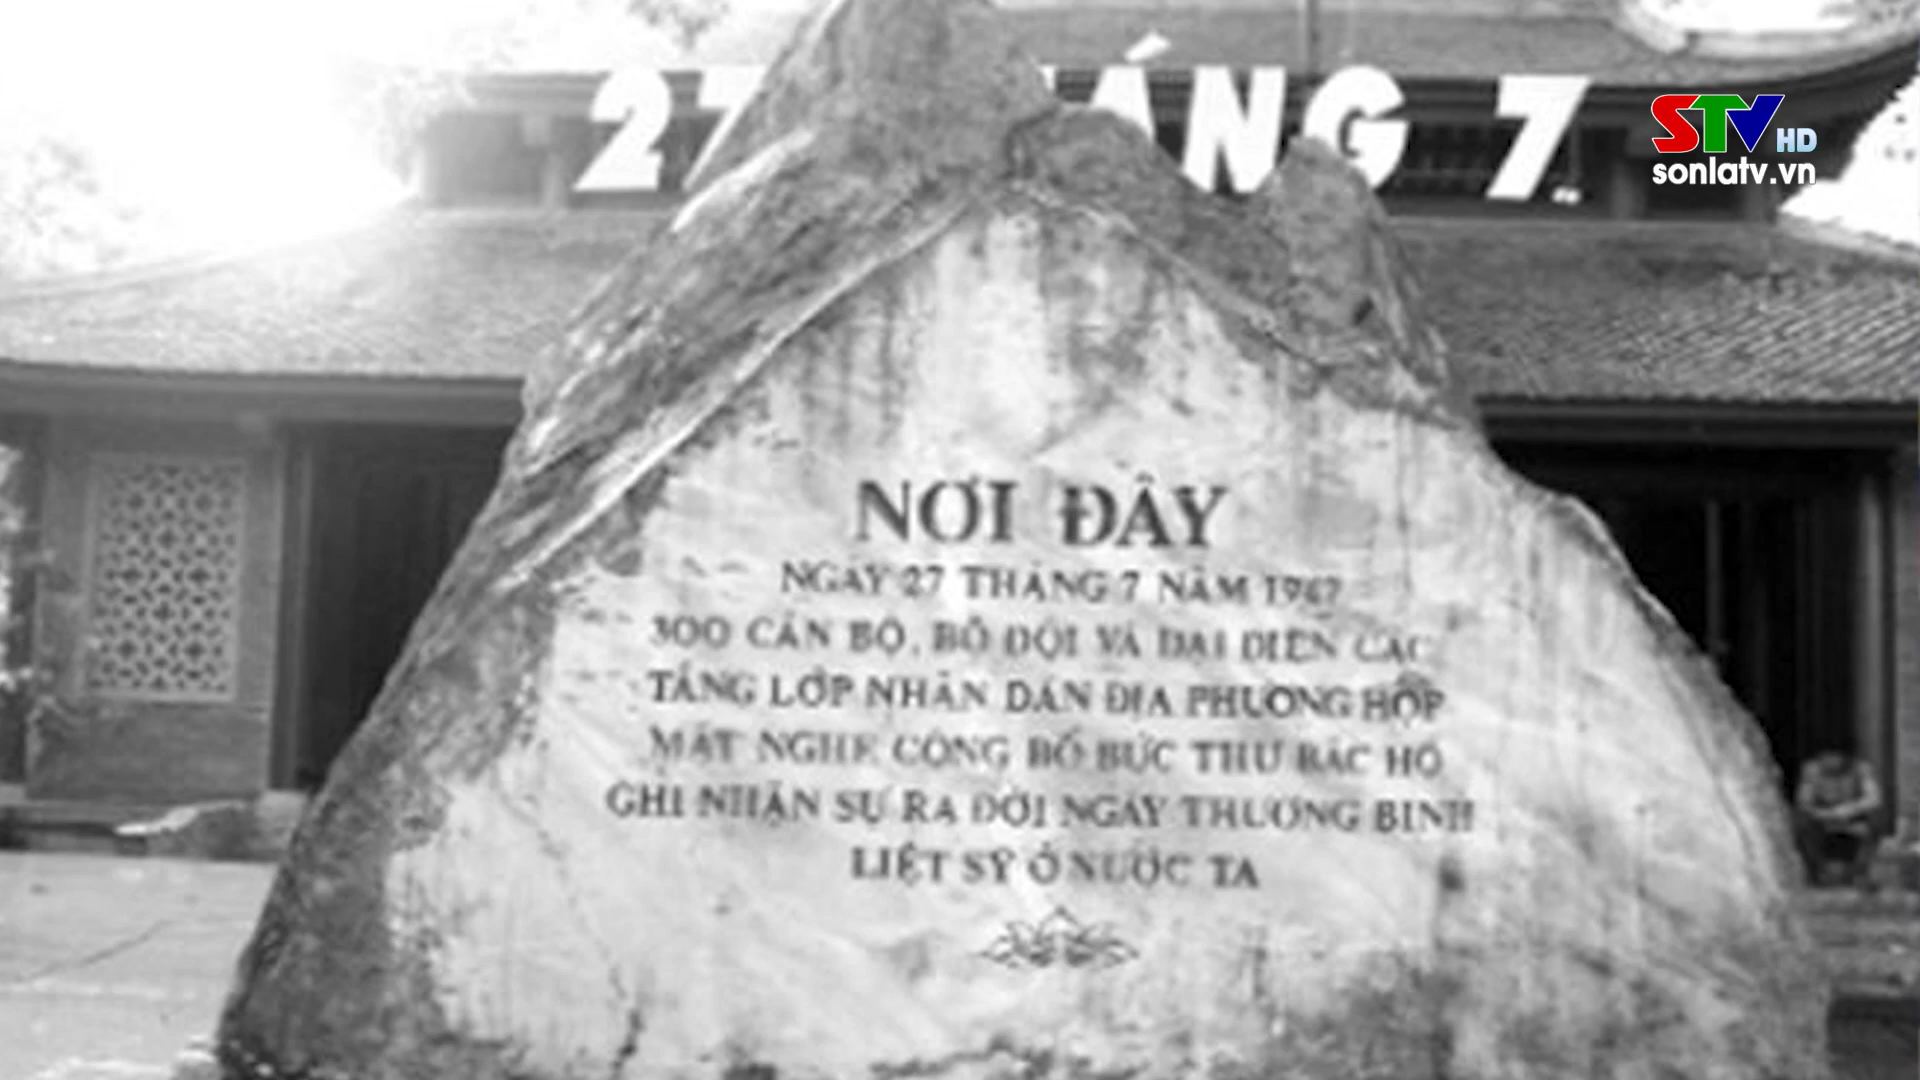 27 THÁNG 7
STV HD
sonlatv.vn
NƠI ĐÂY
NGÀY 27 THÁNG 7 NĂM 1947
300 CÁN BỘ, BỘ ĐỘI VÀ ĐẠI DIỆN CÁC
TẦNG LỚP NHÂN DÂN ĐỊA PHƯƠNG HỌP
MẶT NGHE CÔNG BỐ BỨC THƯ BÁC HỒ
GHI NHẬN SỰ RA ĐỜI NGÀY THƯƠNG BINH
LIỆT SỸ Ở NƯỚC TA